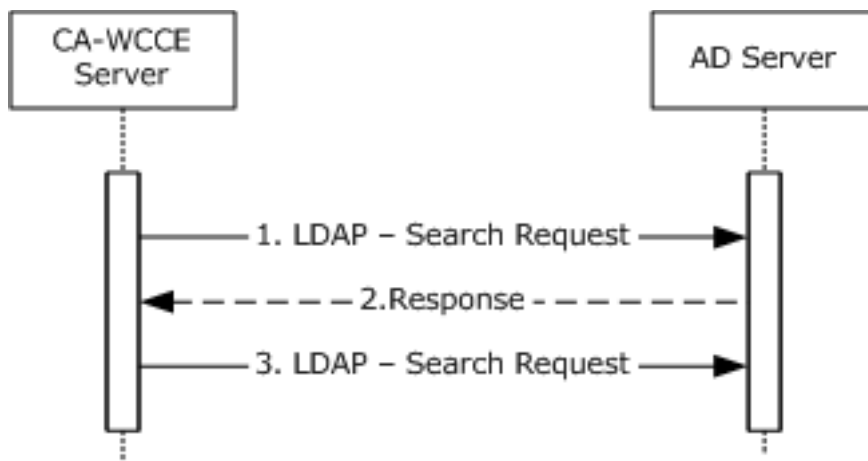 CA-WCCE
Server
AD Server
1. LDAP – Search Request
2.Response
3. LDAP – Search Request